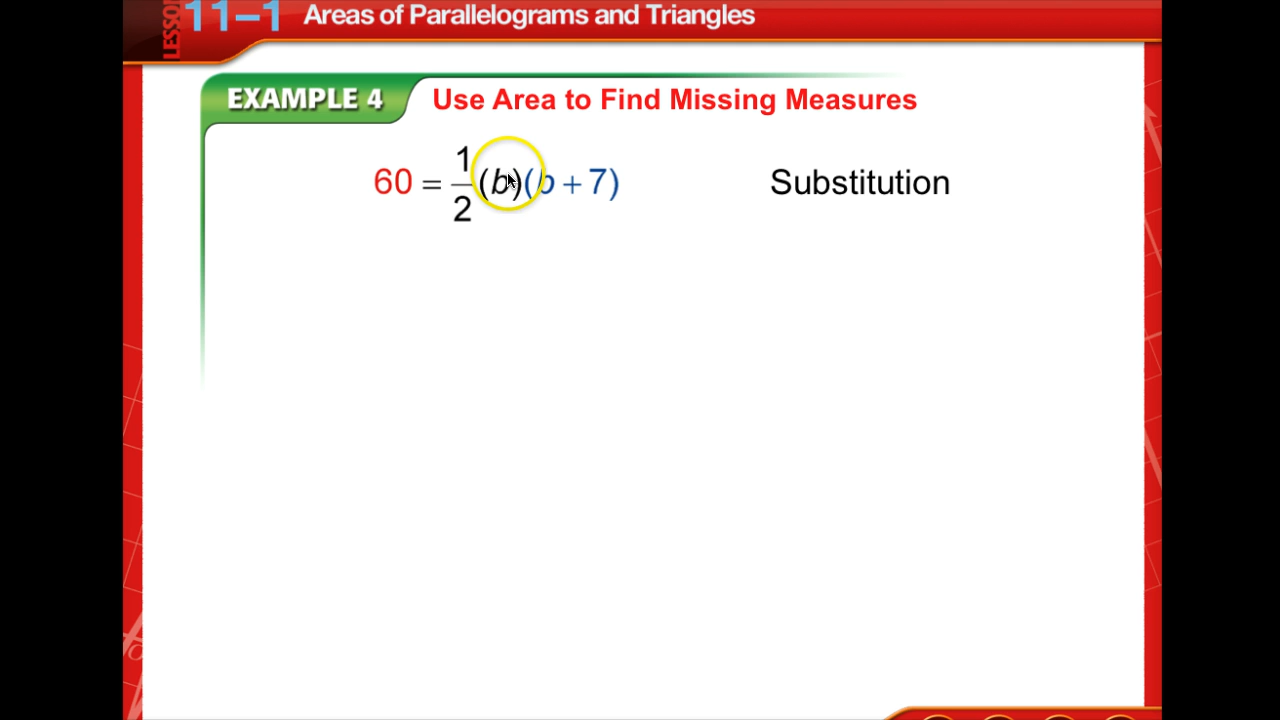 LESSON 11–1 Areas of Parallelograms and Triangles
EXAMPLE 4 Use Area to Find Missing Measures
60 = 1/2 (b)(b + 7) Substitution